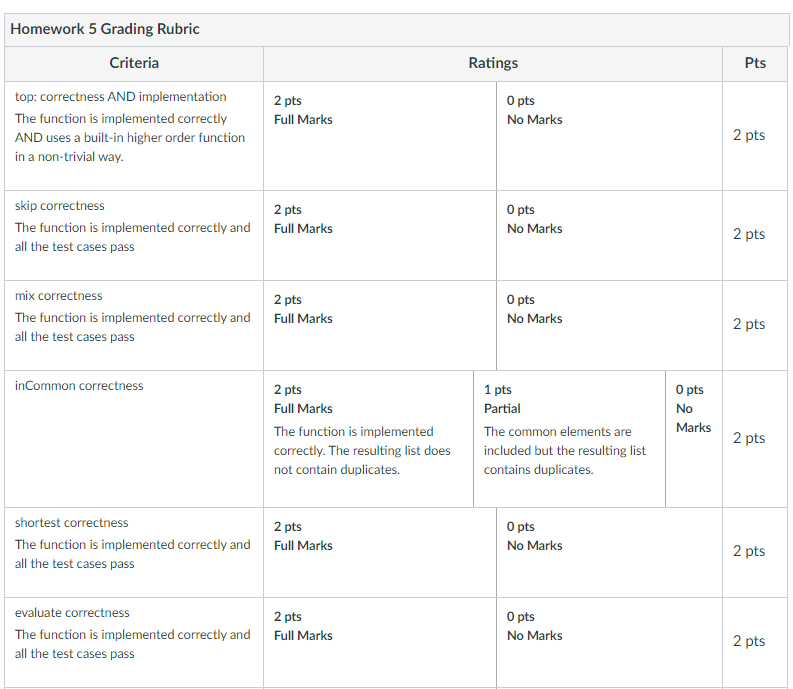 Homework 5 Grading Rubric
Criteria
Ratings
Pts
top: correctness AND implementation
The function is implemented correctly
AND uses a built-in higher order function
in a non-trivial way.
2 pts
Full Marks
0 pts
No Marks
2 pts
skip correctness
The function is implemented correctly and
all the test cases pass
2 pts
Full Marks
0 pts
No Marks
2 pts
mix correctness
The function is implemented correctly and
all the test cases pass
2 pts
Full Marks
0 pts
No Marks
2 pts
inCommon correctness
2 pts
Full Marks
The function is implemented
correctly. The resulting list does
not contain duplicates.
1 pts
Partial
The common elements are
included but the resulting list
contains duplicates.
0 pts
No
Marks
2 pts
shortest correctness
The function is implemented correctly and
all the test cases pass
2 pts
Full Marks
0 pts
No Marks
2 pts
evaluate correctness
The function is implemented correctly and
all the test cases pass
2 pts
Full Marks
0 pts
No Marks
2 pts